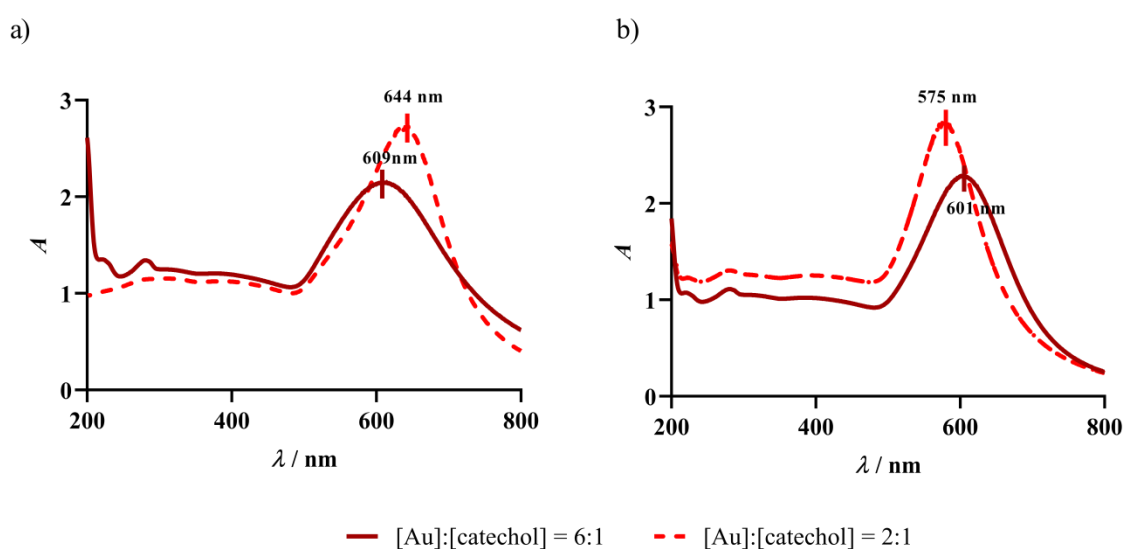 a)
b)
644 nm
609nm
3
2
1
0
A
200
400
600
800
λ / nm
575 nm
601 nm
3
2
1
0
A
200
400
600
800
λ / nm
[Au]:[catechol] = 6:1
[Au]:[catechol] = 2:1